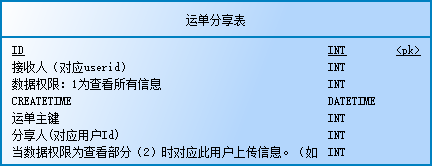 运单分享表
ID INT <pk>
接收人（对应userid） INT
数据权限：1为查看所有信息 INT
CREATETIME DATETIME
运单主键 INT
分享人(对应用户Id) INT
当数据权限为查看部分（2）时对应此用户上传信息。（如 INT